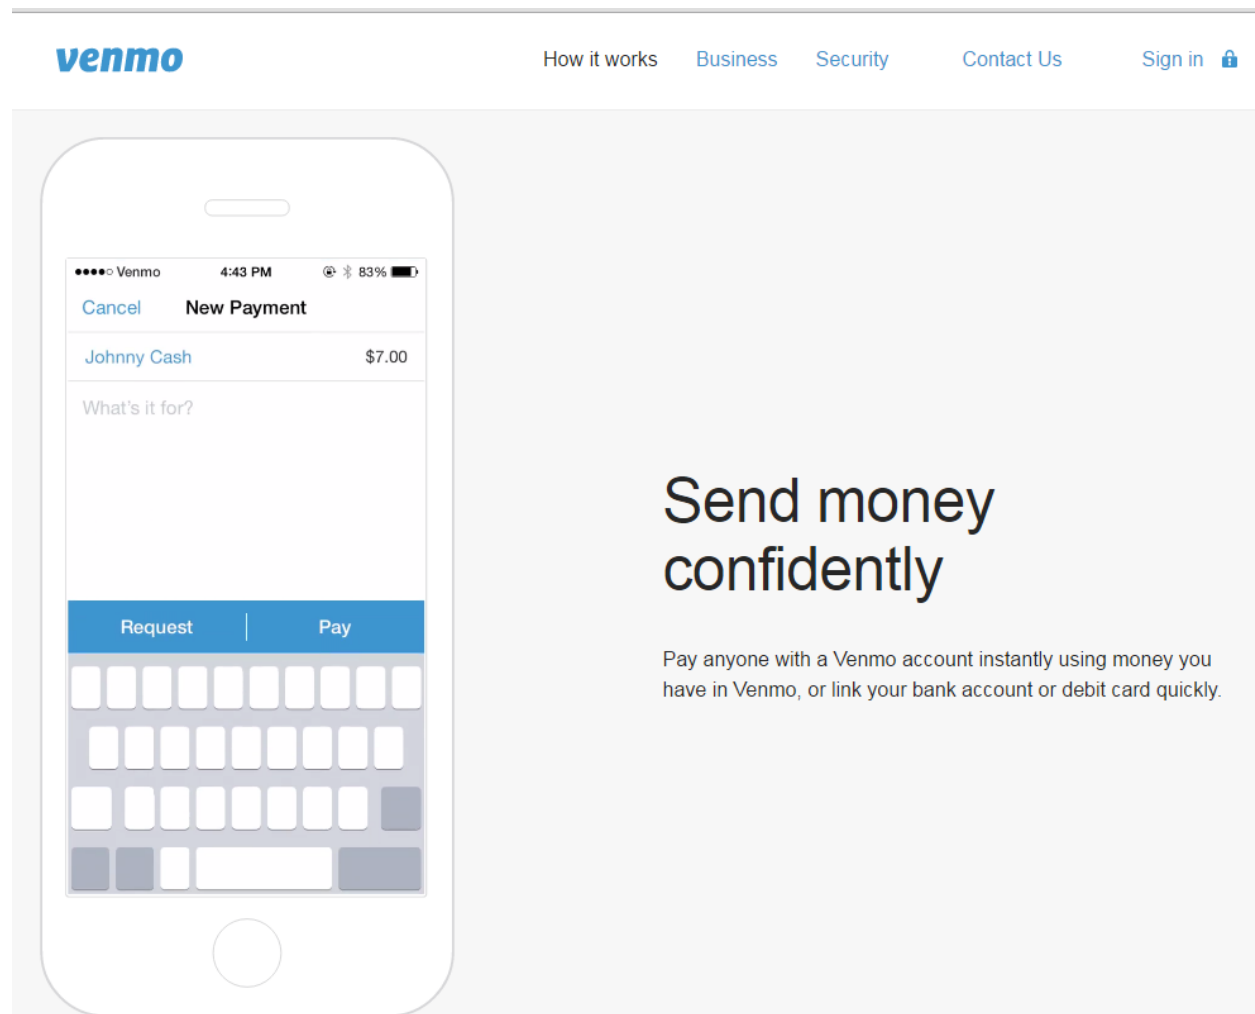 venmo
How it works Business Security Contact Us Sign in
Venmo 4:43 PM 83%
Cancel New Payment
Johnny Cash $7.00
What's it for?
Request Pay
Send money
confidently
Pay anyone with a Venmo account instantly using money you
have in Venmo, or link your bank account or debit card quickly.